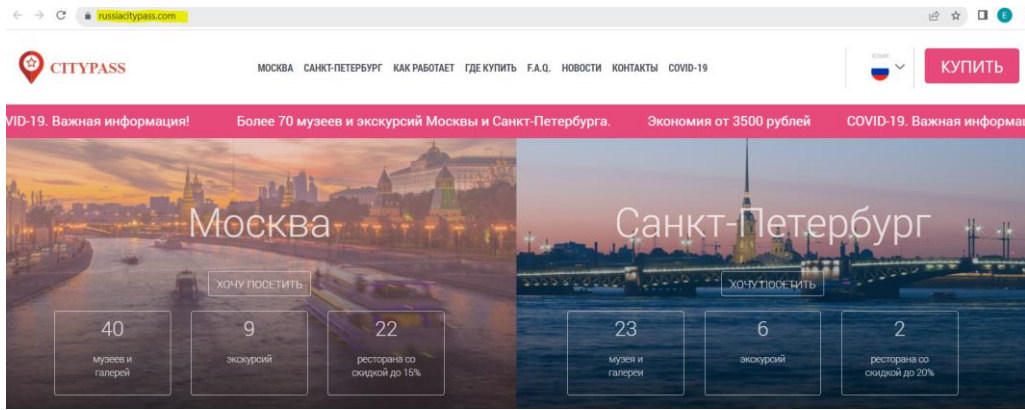 russiacitypass.com
E
CITYPASS
МОСКВА САНКТ-ПЕТЕРБУРГ КАК РАБОТАЕТ ГДЕ КУПИТЬ F.A.Q. НОВОСТИ КОНТАКТЫ COVID-19
КУПИТЬ
VID-19. Важная информация! Более 70 музеев и экскурсий Москвы и Санкт-Петербурга. Экономия от 3500 рублей COVID-19. Важная информац
Москва
Санкт-Петербург
ХОЧУ ПОСЕТИТЬ
ХОЧУ ПОСЕТИТЬ
40
музеев и
галерей
9
экскурсий
22
ресторана со
скидкой до 15%
23
музея и
галереи
6
экскурсий
2
ресторана со
скидкой до 20%